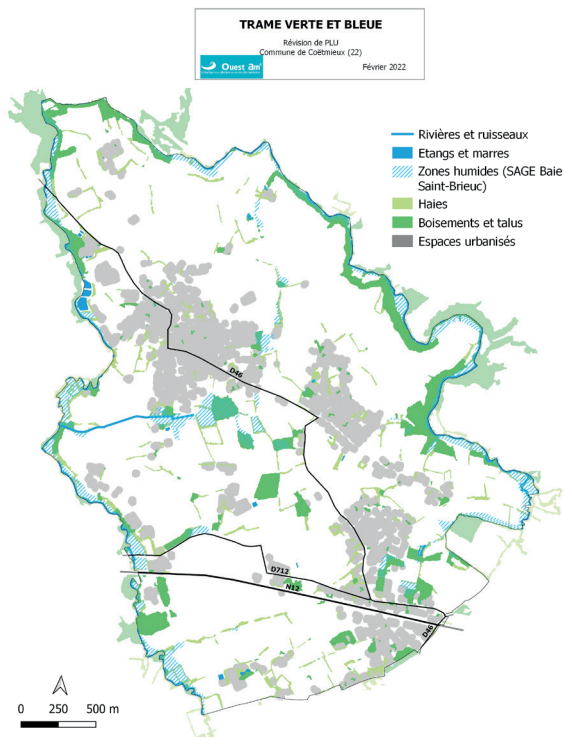 TRAME VERTE ET BLEUE
Révision de PLU
Commune de Coëtmieux (22)
Ouest am'
Février 2022
Rivières et ruisseaux
Etangs et marres
Zones humides (SAGE Baie
Saint-Brieuc)
Haies
Boisements et talus
Espaces urbanisés
D46
D712
N12
D46
0 250 500 m